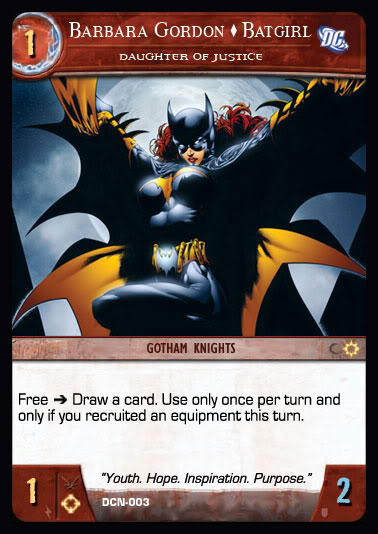 1
BARBARA GORDON ♦ BATGIRL
DC
DAUGHTER OF JUSTICE
GOTHAM KNIGHTS
C
Free ➔ Draw a card. Use only once per turn and
only if you recruited an equipment this turn.
"Youth. Hope. Inspiration. Purpose."
1
DCN-003
2